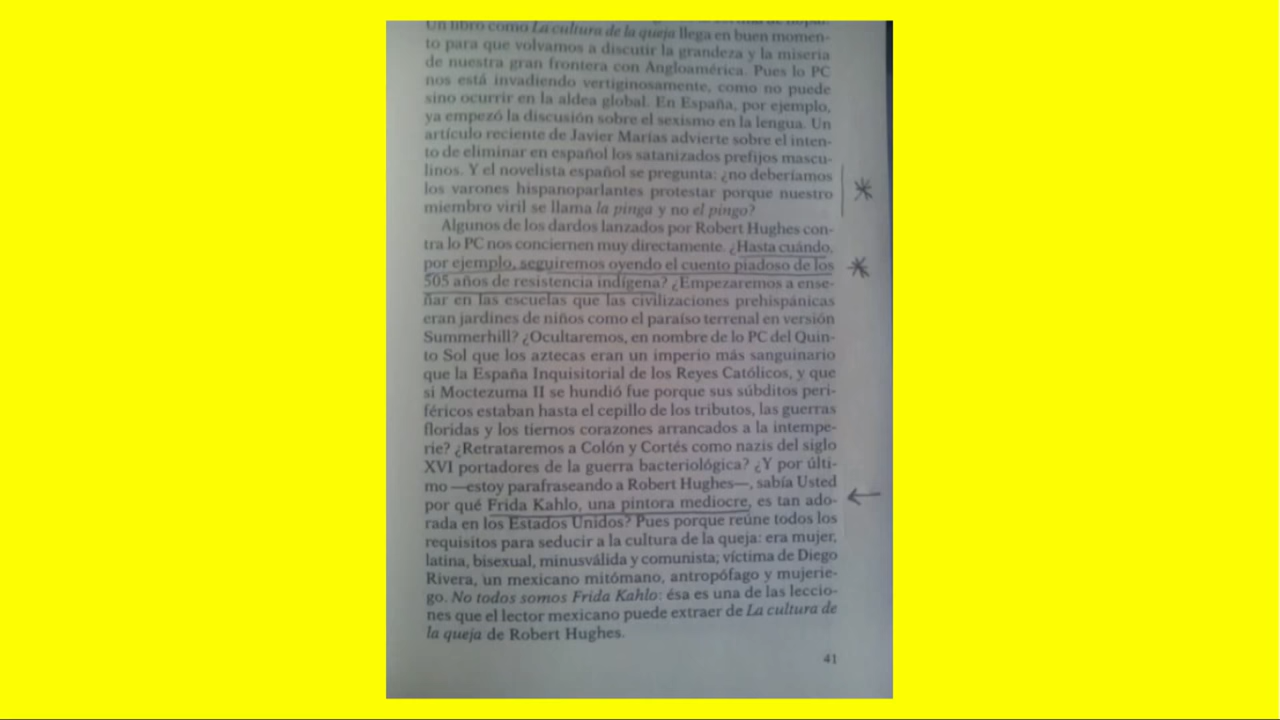 Un libro como La cultura de la queja llega en buen momen-
to para que volvamos a discutir la grandeza y la miseria
de nuestra gran frontera con Angloamérica. Pues lo PC
nos está invadiendo vertiginosamente, como no puede
sino ocurrir en la aldea global. En España, por ejemplo,
ya empezó la discusión sobre el sexismo en la lengua. Un
artículo reciente de Javier Marías advierte sobre el inten-
to de eliminar en español los satanizados prefijos mascu-
linos. Y el novelista español se pregunta: ¿no deberíamos
los varones hispanoparlantes protestar porque nuestro
miembro viril se llama la pinga y no el pingo?
Algunos de los dardos lanzados por Robert Hughes con-
tra lo PC nos conciernen muy directamente. ¿Hasta cuándo,
por ejemplo, seguiremos oyendo el cuento piadoso de los
505 años de resistencia indígena? ¿Empezaremos a ense-
ñar en las escuelas que las civilizaciones prehispánicas
eran jardines de niños como el paraíso terrenal en versión
Summerhill? ¿Ocultaremos, en nombre de lo PC del Quin-
to Sol que los aztecas eran un imperio más sanguinario
que la España Inquisitorial de los Reyes Católicos, y que
si Moctezuma II se hundió fue porque sus súbditos peri-
féricos estaban hasta el cepillo de los tributos, las guerras
floridas y los tiernos corazones arrancados a la intempe-
rie? ¿Retrataremos a Colón y Cortés como nazis del siglo
XVI portadores de la guerra bacteriológica? ¿Y por últi-
mo —estoy parafraseando a Robert Hughes—, sabía Usted
por qué Frida Kahlo, una pintora mediocre, es tan ado-
rada en los Estados Unidos? Pues porque reúne todos los
requisitos para seducir a la cultura de la queja: era mujer,
latina, bisexual, minusválida y comunista; víctima de Diego
Rivera, un mexicano mitómano, antropófago y mujerie-
go. No todos somos Frida Kahlo: ésa es una de las leccio-
nes que el lector mexicano puede extraer de La cultura de
la queja de Robert Hughes.
41